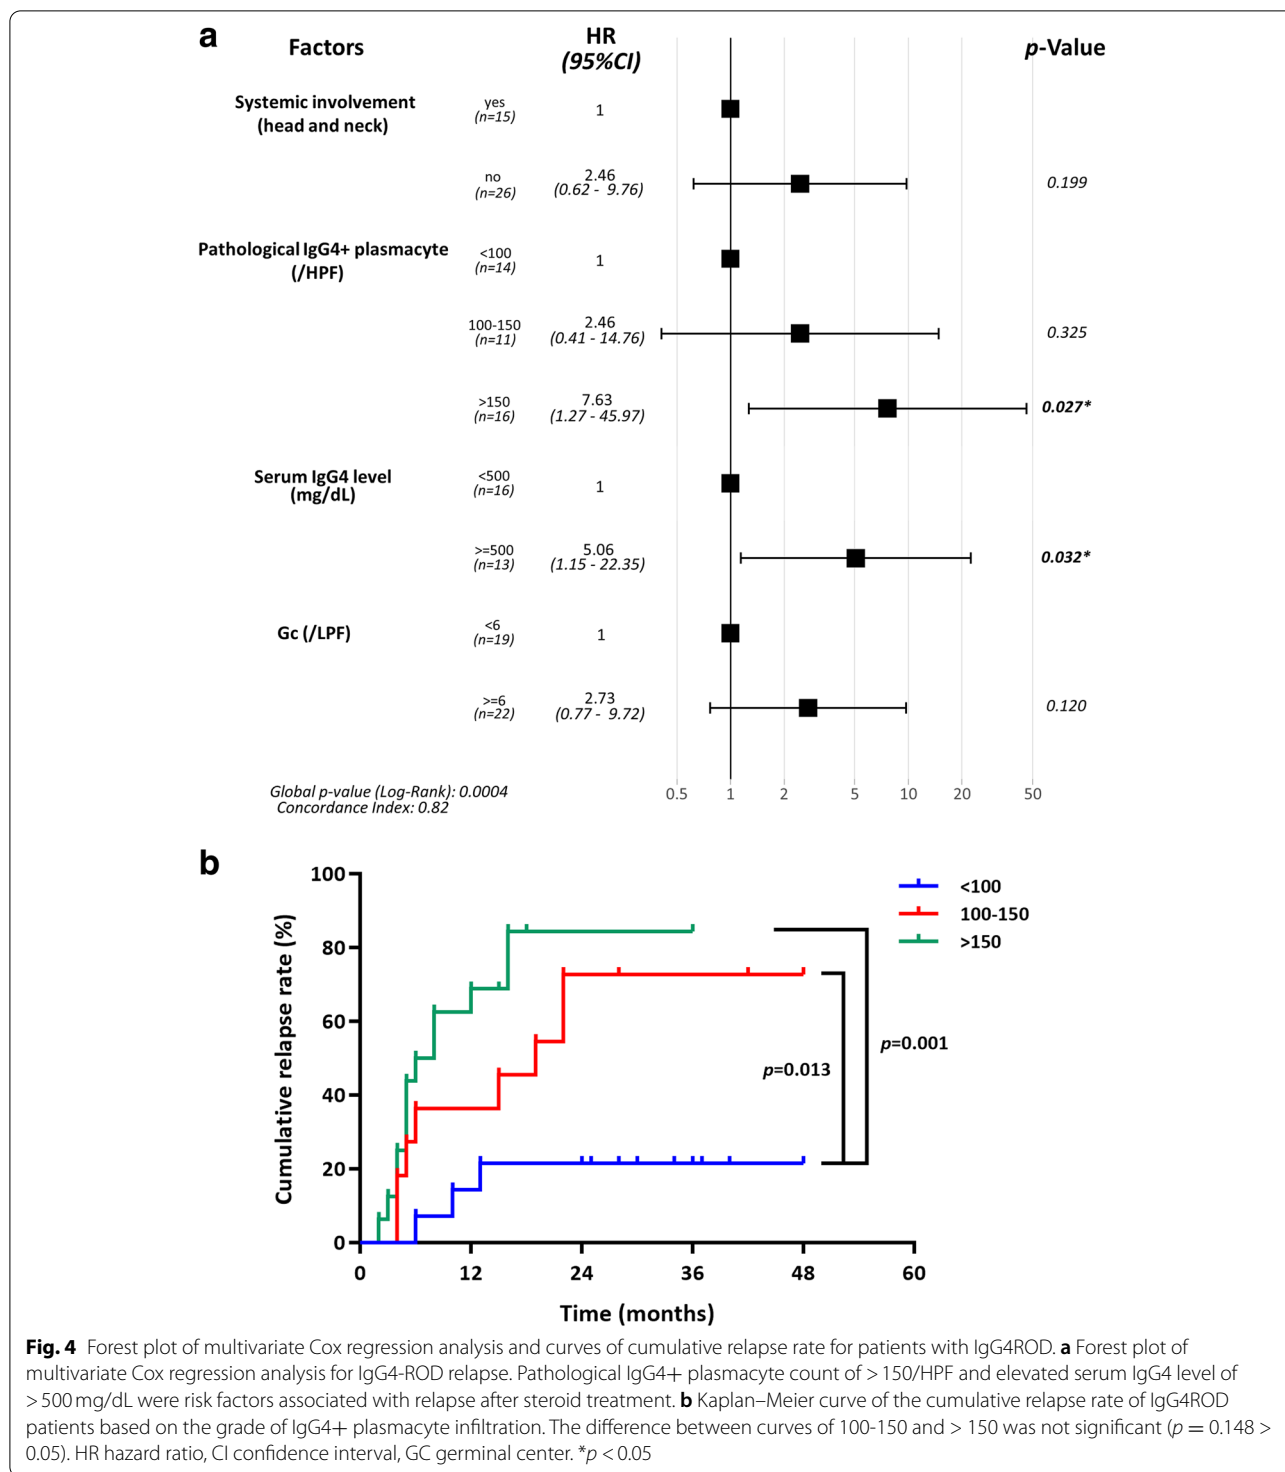 a
Factors
HR
(95%CI)
p-Value
Systemic involvement
(head and neck)
yes
(n=15)
1
no
(n=26)
2.46
(0.62 - 9.76)
0.199
Pathological IgG4+ plasmacyte
(/HPF)
<100
(n=14)
1
100-150
(n=11)
2.46
(0.41 - 14.76)
0.325
>150
(n=16)
7.63
(1.27 - 45.97)
0.027*
Serum IgG4 level
(mg/dL)
<500
(n=16)
1
>=500
(n=13)
5.06
(1.15 - 22.35)
0.032*
Gc (/LPF)
<6
(n=19)
1
>=6
(n=22)
2.73
(0.77 - 9.72)
0.120
Global p-value (Log-Rank): 0.0004
Concordance Index: 0.82
0.5 1 2 5 10 20 50
b
Cumulative relapse rate (%)
100
80
60
40
20
0
<100
100-150
>150
p=0.013
p=0.001
0 12 24 36 48 60
Time (months)
Fig. 4 Forest plot of multivariate Cox regression analysis and curves of cumulative relapse rate for patients with IgG4ROD. a Forest plot of
multivariate Cox regression analysis for IgG4-ROD relapse. Pathological IgG4+ plasmacyte count of > 150/HPF and elevated serum IgG4 level of
> 500 mg/dL were risk factors associated with relapse after steroid treatment. b Kaplan–Meier curve of the cumulative relapse rate of IgG4ROD
patients based on the grade of IgG4+ plasmacyte infiltration. The difference between curves of 100-150 and > 150 was not significant (p = 0.148 >
0.05). HR hazard ratio, CI confidence interval, GC germinal center. *p < 0.05